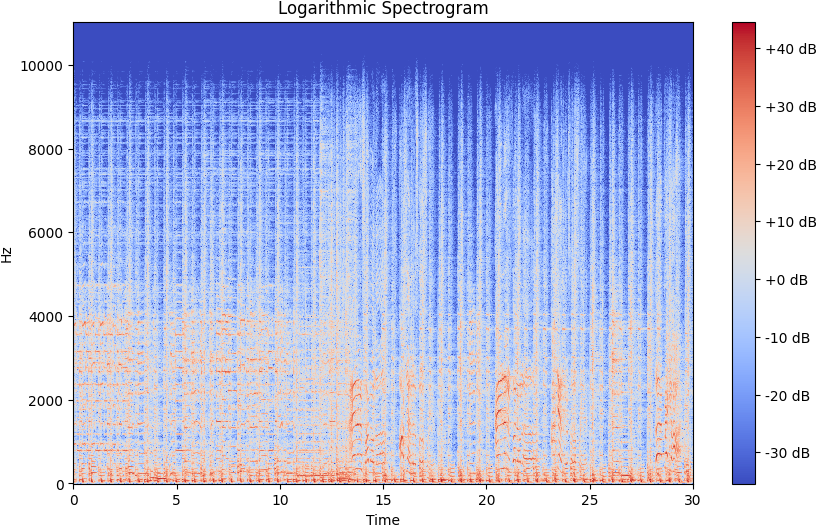 Logarithmic Spectrogram
Hz
10000
8000
6000
4000
2000
0
0 5 10 15 20 25 30
Time
+40 dB
+30 dB
+20 dB
+10 dB
+0 dB
-10 dB
-20 dB
-30 dB